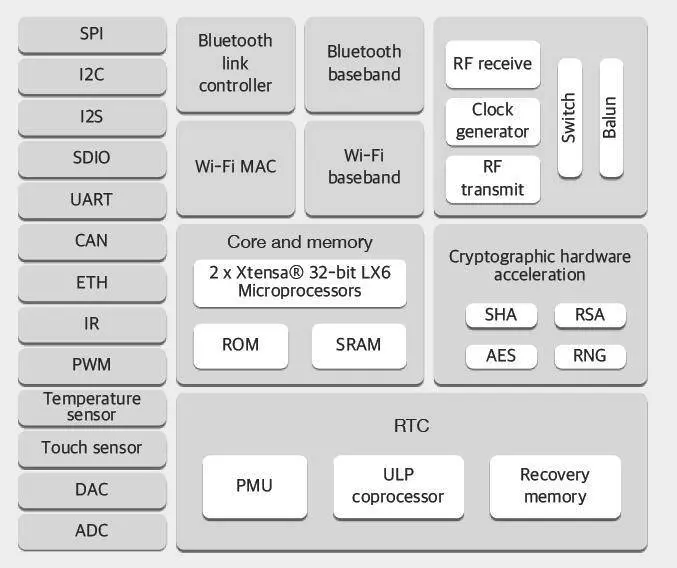 SPI
I2C
I2S
SDIO
UART
CAN
ETH
IR
PWM
Temperature
sensor
Touch sensor
DAC
ADC
Bluetooth
link
controller
Bluetooth
baseband
Wi-Fi MAC
Wi-Fi
baseband
RF receive
Clock
generator
RF
transmit
Switch
Balun
Core and memory
2 x Xtensa® 32-bit LX6
Microprocessors
ROM
SRAM
Cryptographic hardware
acceleration
SHA
RSA
AES
RNG
RTC
PMU
ULP
coprocessor
Recovery
memory